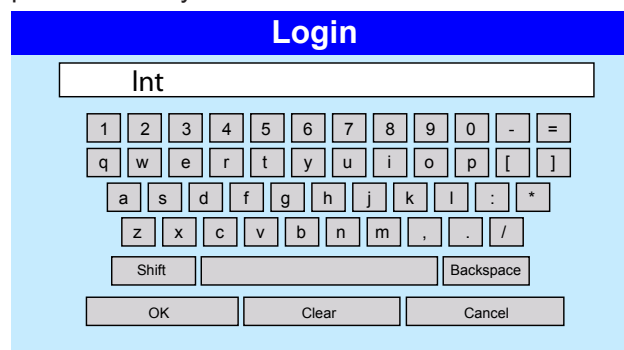 Login
Int
1 2 3 4 5 6 7 8 9 0 - =
q w e r t y u i o p [ ]
a s d f g h j k l : *
z x c v b n m , . /
Shift Backspace
OK Clear Cancel